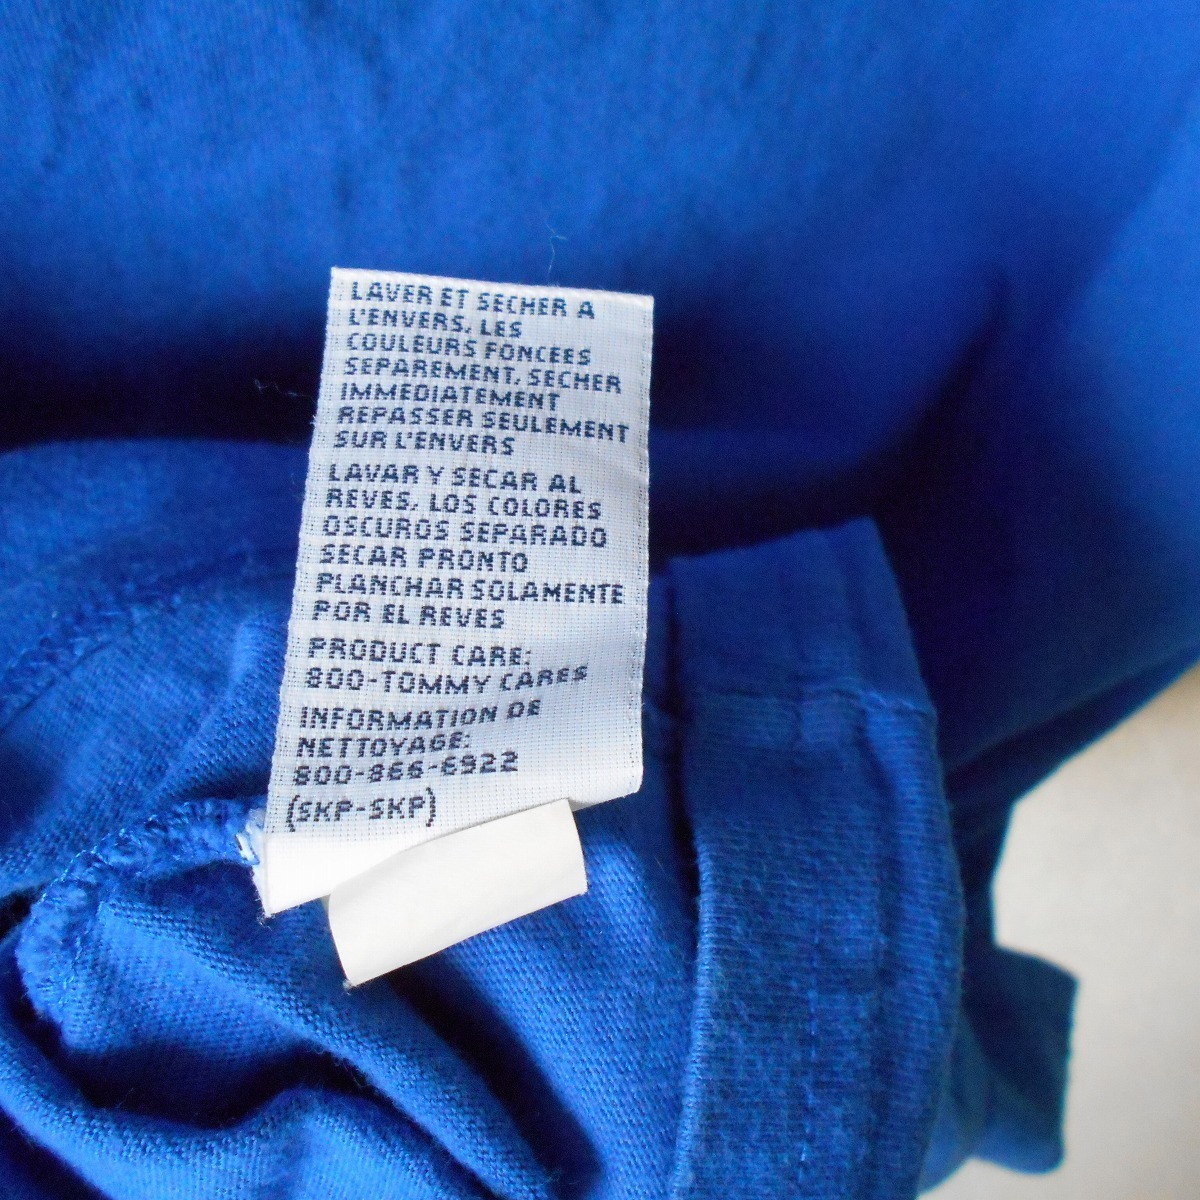 LAVER ET SECHER A
L'ENVERS, LES
COULEURS FONCEES
SEPAREMENT, SECHER
IMMEDIATEMENT
REPASSER SEULEMENT
SUR L'ENVERS
LAVAR Y SECAR AL
REVES, LOS COLORES
OSCUROS SEPARADO
SECAR PRONTO
PLANCHAR SOLAMENTE
POR EL REVES
PRODUCT CARE:
800-TOMMY CARES
INFORMATION DE
NETTOYAGE:
800-866-6922
(SKP-SKP)